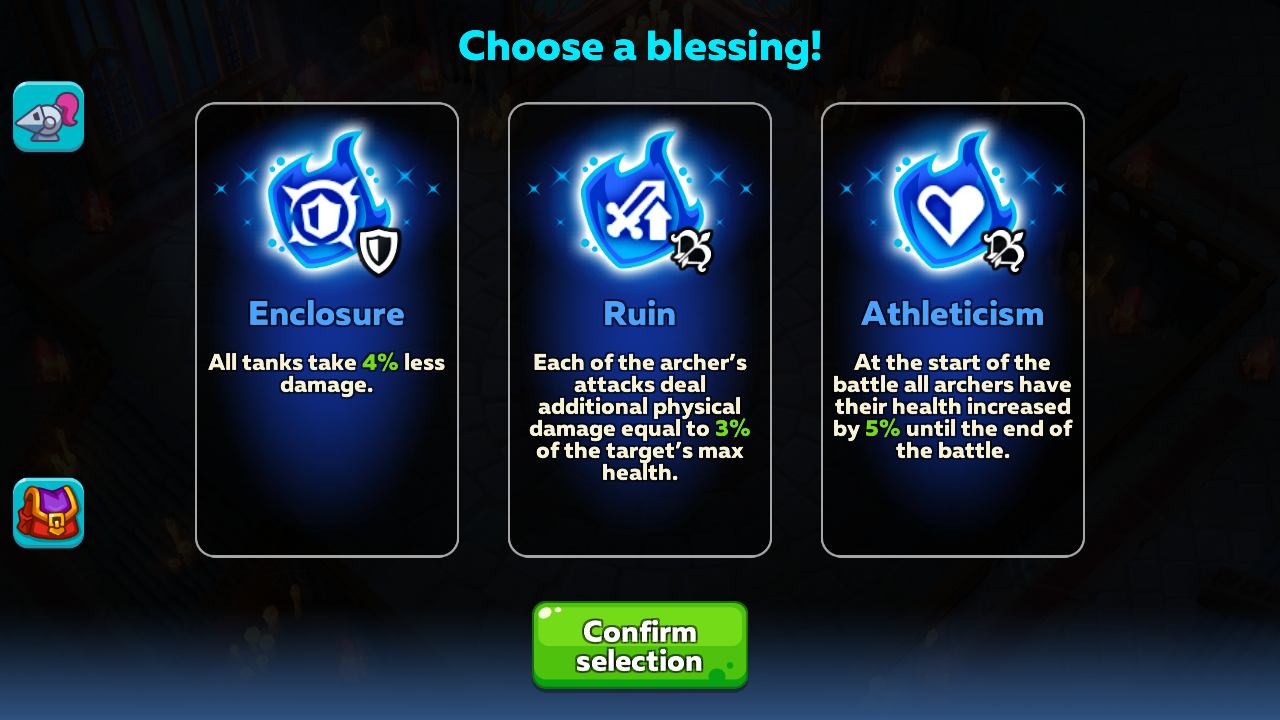 Choose a blessing!
Enclosure
All tanks take 4% less
damage.
Ruin
Each of the archer's
attacks deal
additional physical
damage equal to 3%
of the target's max
health.
Athleticism
At the start of the
battle all archers have
their health increased
by 5% until the end of
the battle.
Confirm
selection